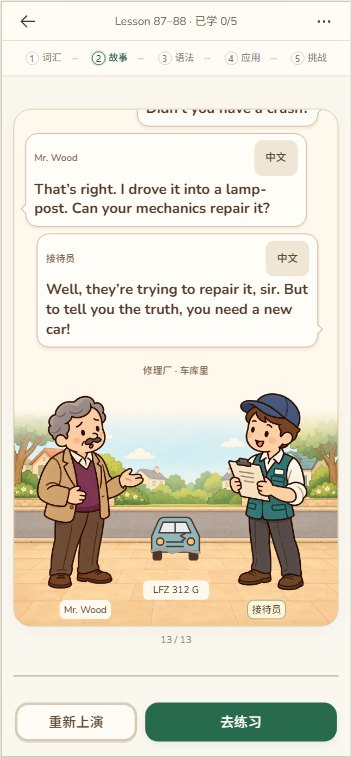 Lesson 87–88 · 已学 0/5
1 词汇
2 故事
3 语法
4 应用
5 挑战
Didn't you have a crash?
Mr. Wood
中文
That's right. I drove it into a lamp-
post. Can your mechanics repair it?
接待员
中文
Well, they're trying to repair it, sir. But
to tell you the truth, you need a new
car!
修理厂 · 车库里
LFZ 312 G
Mr. Wood
接待员
13 / 13
重新上演
去练习